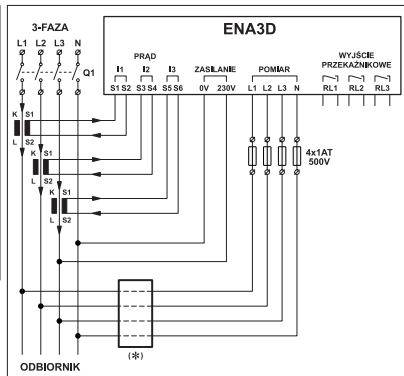 3-FAZA
L1 L2 L3 N
Q1
ENA3D
PRĄD
I1 I2 I3
S1 S2 S3 S4 S5 S6
ZASILANIE
0V 230V
POMIAR
L1 L2 L3 N
WYJŚCIE
PRZEKAŹNIKOWE
RL1 RL2 RL3
K S1
L S2
K S1
L S2
K S1
L S2
4x1AT
500V
(*)
ODBIORNIK